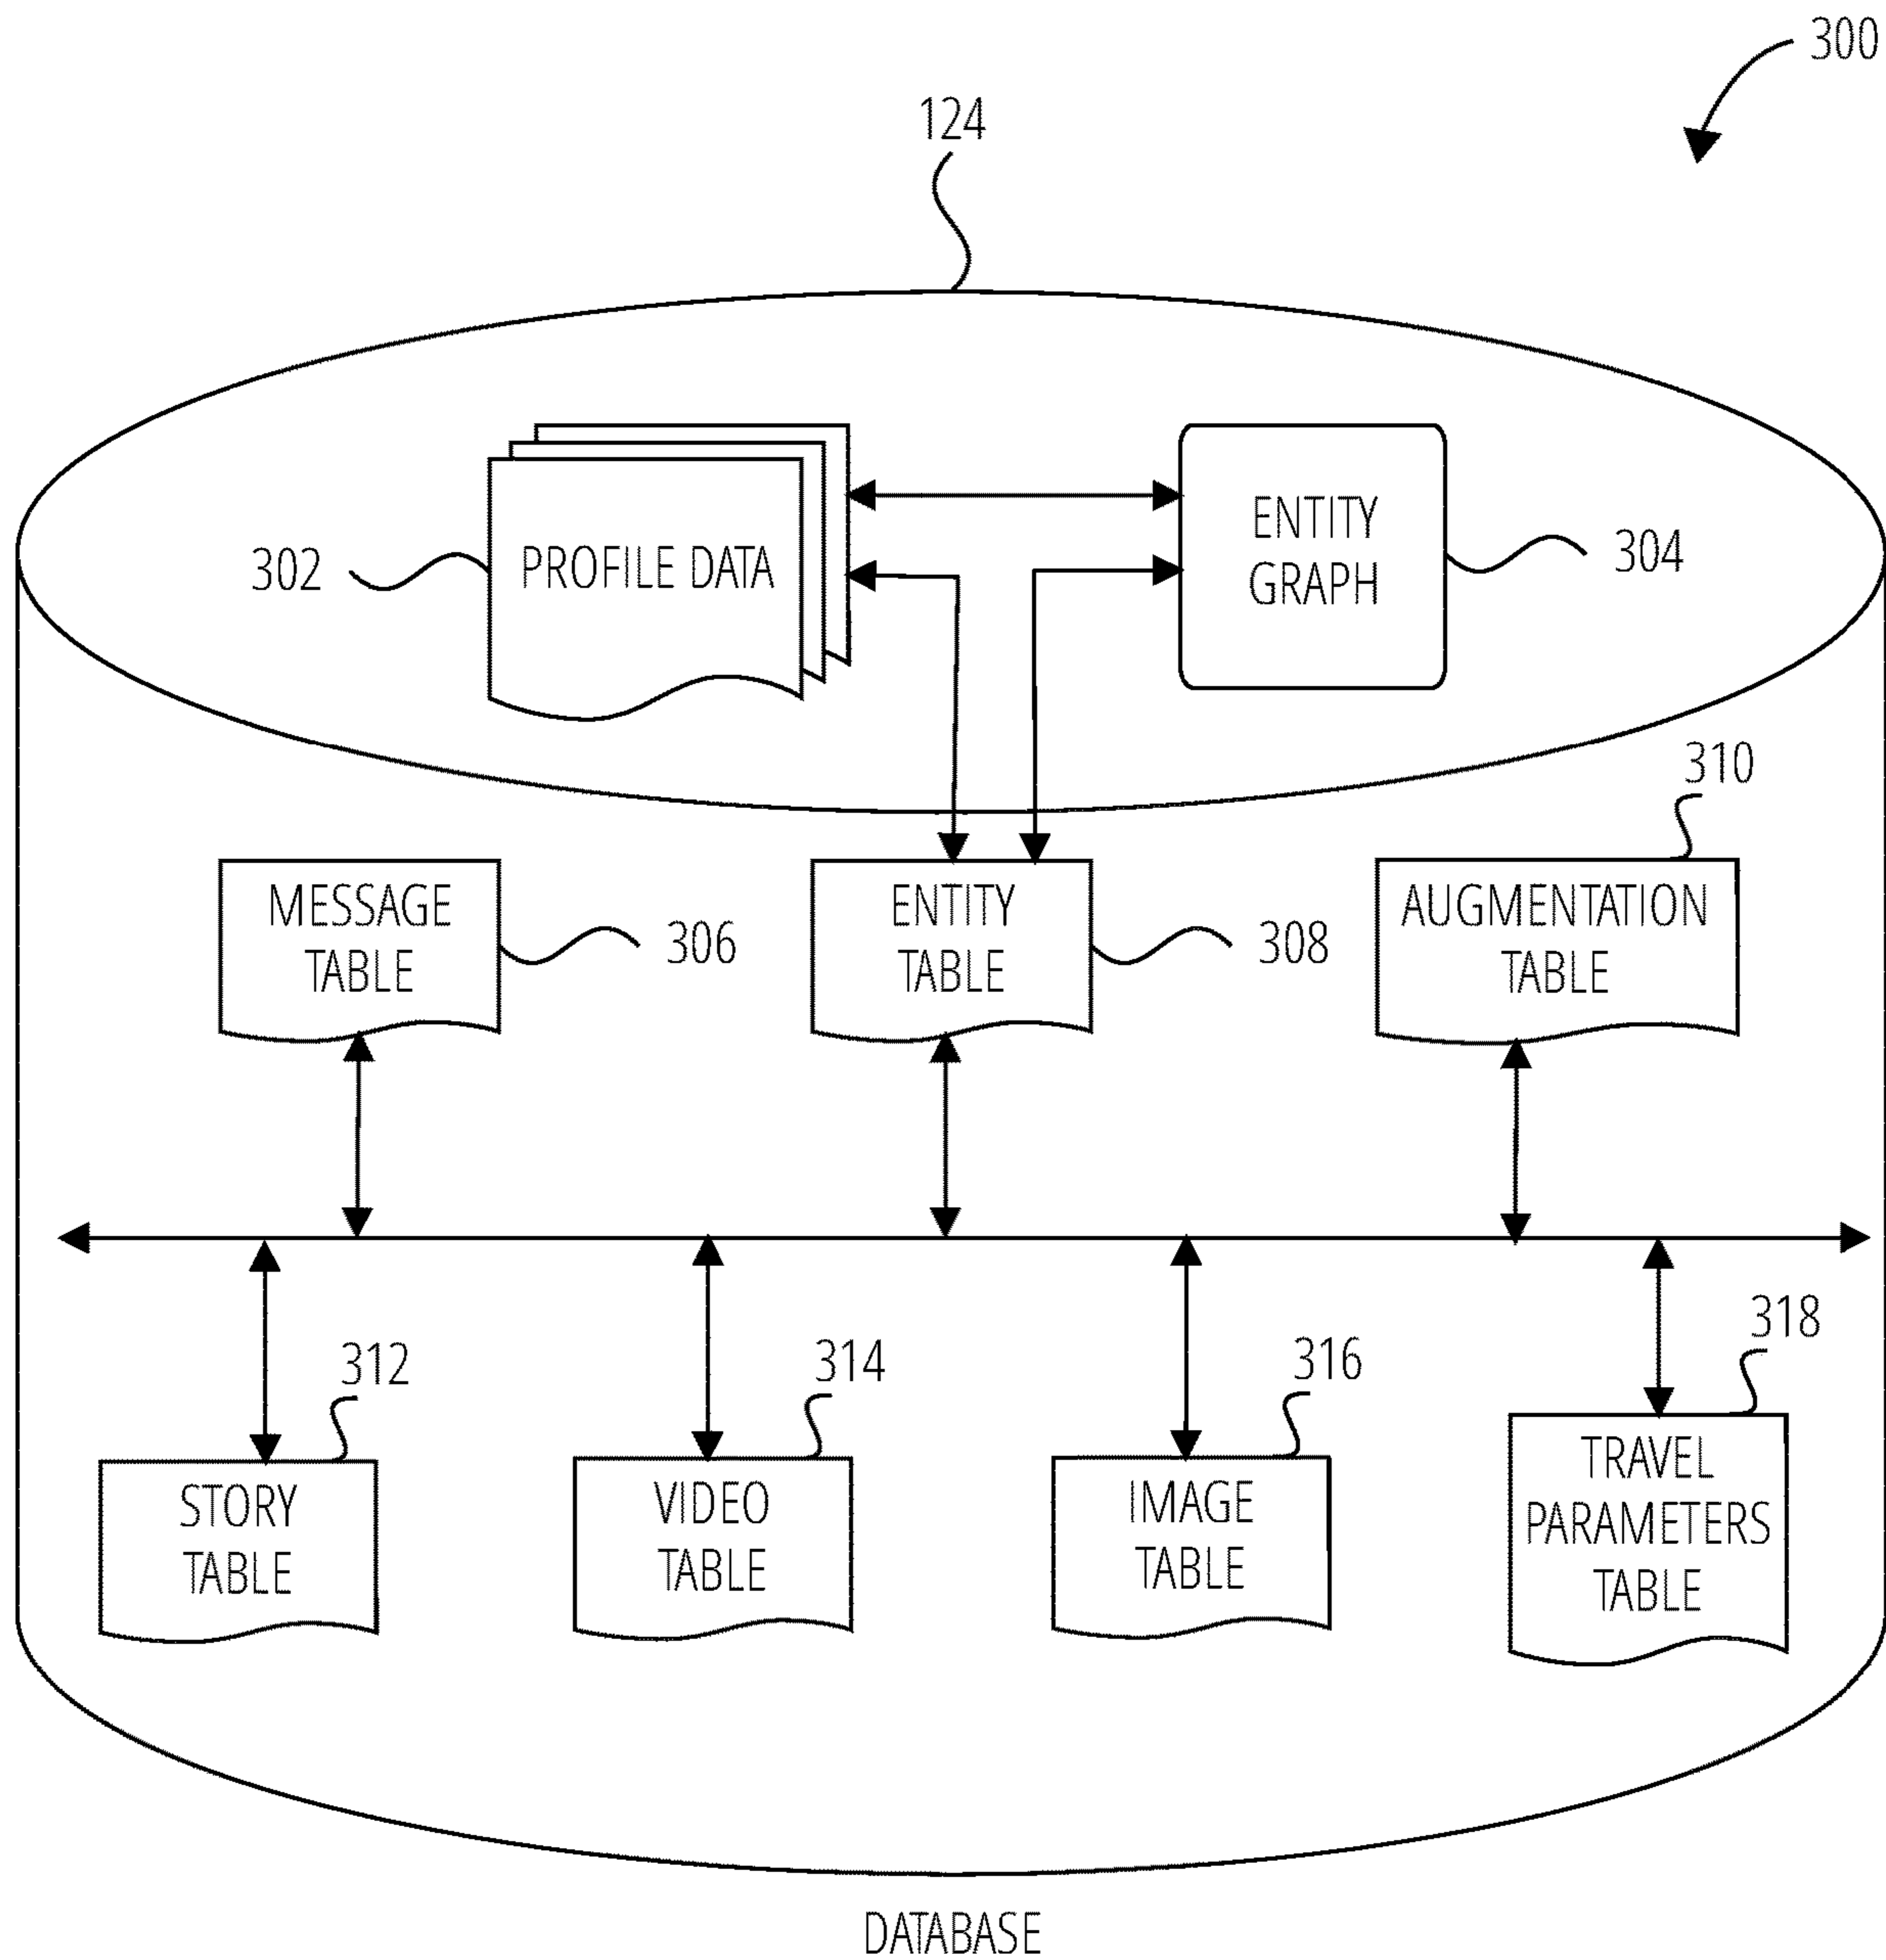 300
124
302
PROFILE DATA
ENTITY
GRAPH
304
310
MESSAGE
TABLE
306
ENTITY
TABLE
308
AUGMENTATION
TABLE
312
314
316
318
STORY
TABLE
VIDEO
TABLE
IMAGE
TABLE
TRAVEL
PARAMETERS
TABLE
DATABASE